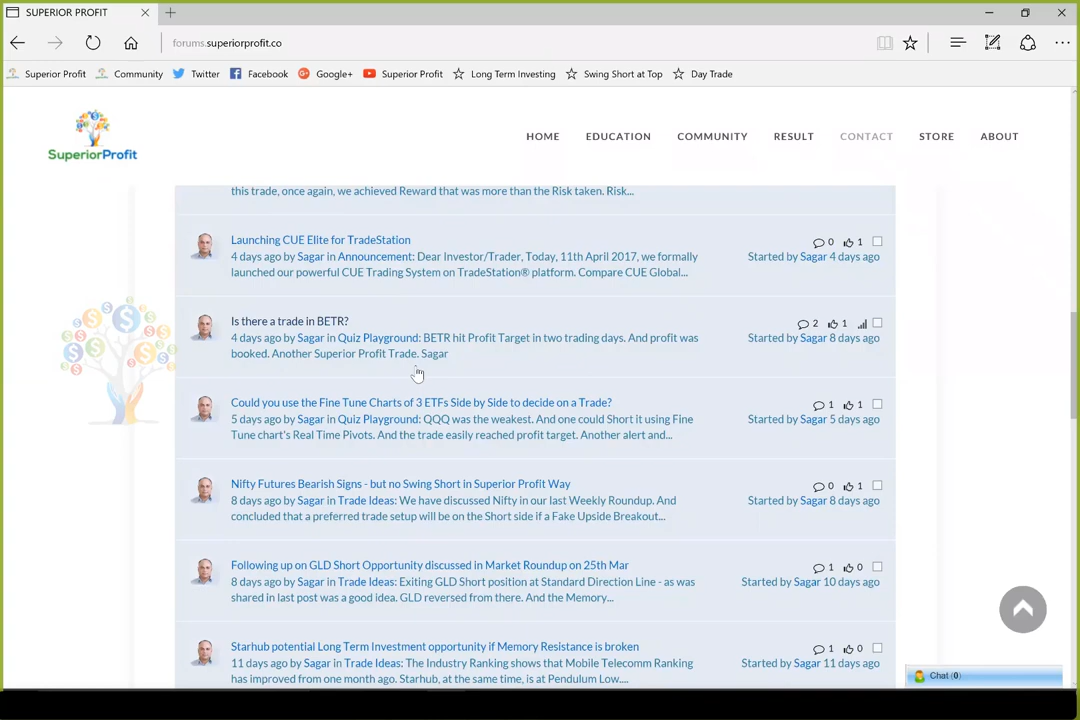 SUPERIOR PROFIT
forums.superiorprofit.co
Superior Profit Community Twitter Facebook Google+ Superior Profit Long Term Investing Swing Short at Top Day Trade
SuperiorProfit
HOME EDUCATION COMMUNITY RESULT CONTACT STORE ABOUT
this trade, once again, we achieved Reward that was more than the Risk taken. Risk...
Launching CUE Elite for TradeStation
0 1
4 days ago by Sagar in Announcement: Dear Investor/Trader, Today, 11th April 2017, we formally
Started by Sagar 4 days ago
launched our powerful CUE Trading System on TradeStation® platform. Compare CUE Global...
Is there a trade in BETR?
2 1
4 days ago by Sagar in Quiz Playground: BETR hit Profit Target in two trading days. And profit was
Started by Sagar 8 days ago
booked. Another Superior Profit Trade. Sagar
Could you use the Fine Tune Charts of 3 ETFs Side by Side to decide on a Trade?
1 1
5 days ago by Sagar in Quiz Playground: QQQ was the weakest. And one could Short it using Fine
Started by Sagar 5 days ago
Tune chart's Real Time Pivots. And the trade easily reached profit target. Another alert and...
Nifty Futures Bearish Signs - but no Swing Short in Superior Profit Way
0 1
8 days ago by Sagar in Trade Ideas: We have discussed Nifty in our last Weekly Roundup. And
Started by Sagar 8 days ago
concluded that a preferred trade setup will be on the Short side if a Fake Upside Breakout...
Following up on GLD Short Opportunity discussed in Market Roundup on 25th Mar
1 0
8 days ago by Sagar in Trade Ideas: Exiting GLD Short position at Standard Direction Line - as was
Started by Sagar 10 days ago
shared in last post was a good idea. GLD reversed from there. And the Memory...
Starhub potential Long Term Investment opportunity if Memory Resistance is broken
1 0
11 days ago by Sagar in Trade Ideas: The Industry Ranking shows that Mobile Telecomm Ranking
Started by Sagar 11 days ago
has improved from one month ago. Starhub, at the same time, is at Pendulum Low....
Chat (0)